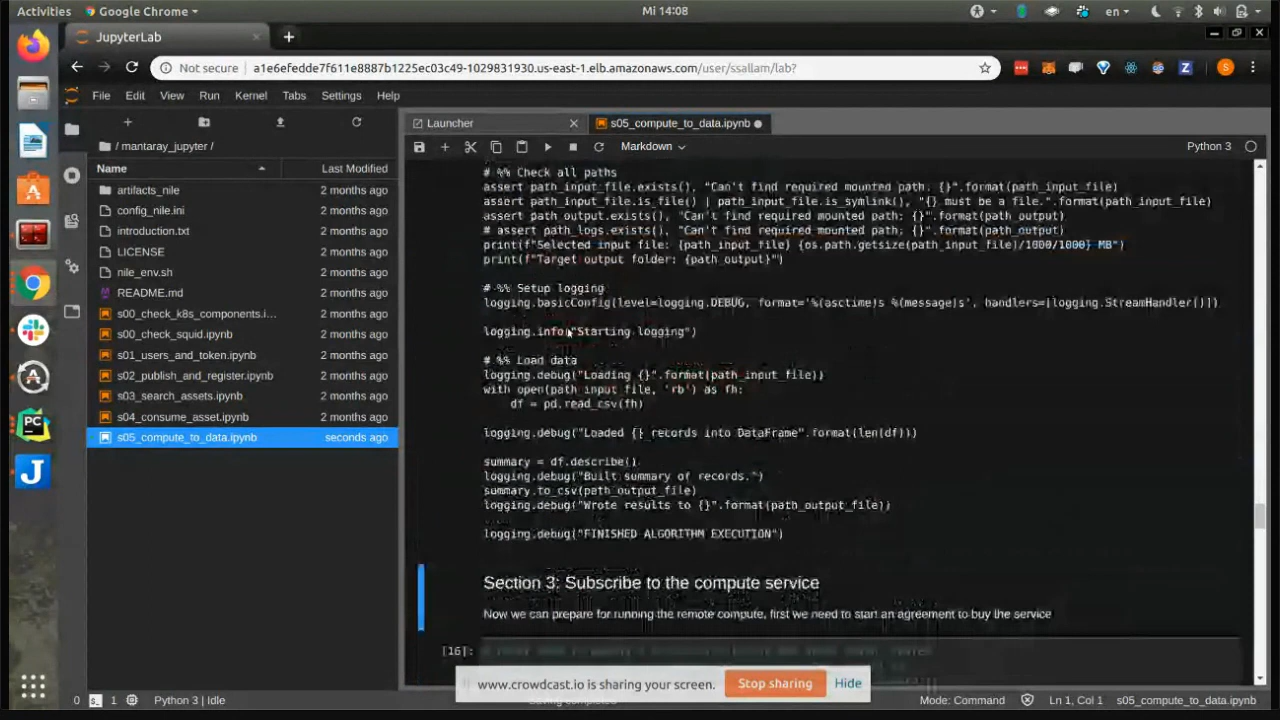 Activities Google Chrome Mi 14:08 en
JupyterLab
Not secure a1e6efedde7f611e8887b1225ec03c49-1029831930.us-east-1.elb.amazonaws.com/user/ssallam/lab?
File Edit View Run Kernel Tabs Settings Help
Launcher s05_compute_to_data.ipynb
/ mantaray_jupyter /
Markdown Python 3
Name Last Modified
artifacts_nile 2 months ago
config_nile.ini 2 months ago
introduction.txt 2 months ago
LICENSE 2 months ago
nile_env.sh 2 months ago
README.md 2 months ago
s00_check_k8s_components.i... 2 months ago
s00_check_squid.ipynb 2 months ago
s01_users_and_token.ipynb 2 months ago
s02_publish_and_register.ipynb 2 months ago
s03_search_assets.ipynb 2 months ago
s04_consume_asset.ipynb 2 months ago
s05_compute_to_data.ipynb seconds ago
# %% Check all paths
assert path_input_file.exists(), "Can't find required mounted path: {}".format(path_input_file)
assert path_input_file.is_file() | path_input_file.is_symlink(), "{} must be a file.".format(path_input_file)
assert path_output.exists(), "Can't find required mounted path: {}".format(path_output)
# assert path_logs.exists(), "Can't find required mounted path: {}".format(path_output)
print(f"Selected input file: {path_input_file} {os.path.getsize(path_input_file)/1000/1000} MB")
print(f"Target output folder: {path_output}")
# %% Setup logging
logging.basicConfig(level=logging.DEBUG, format='%(asctime)s %(message)s', handlers=[logging.StreamHandler()])
logging.info("Starting logging")
# %% Load data
logging.debug("Loading {}".format(path_input_file))
with open(path_input_file, 'rb') as fh:
df = pd.read_csv(fh)
logging.debug("Loaded {} records into DataFrame".format(len(df)))
summary = df.describe()
logging.debug("Built summary of records.")
summary.to_csv(path_output_file)
logging.debug("Wrote results to {}".format(path_output_file))
logging.debug("FINISHED ALGORITHM EXECUTION")
Section 3: Subscribe to the compute service
Now we can prepare for running the remote compute, first we need to start an agreement to buy the service
[16]:
www.crowdcast.io is sharing your screen. Stop sharing Hide
0 1 Python 3 | Idle Saving completed Mode: Command Ln 1, Col 1 s05_compute_to_data.ipynb